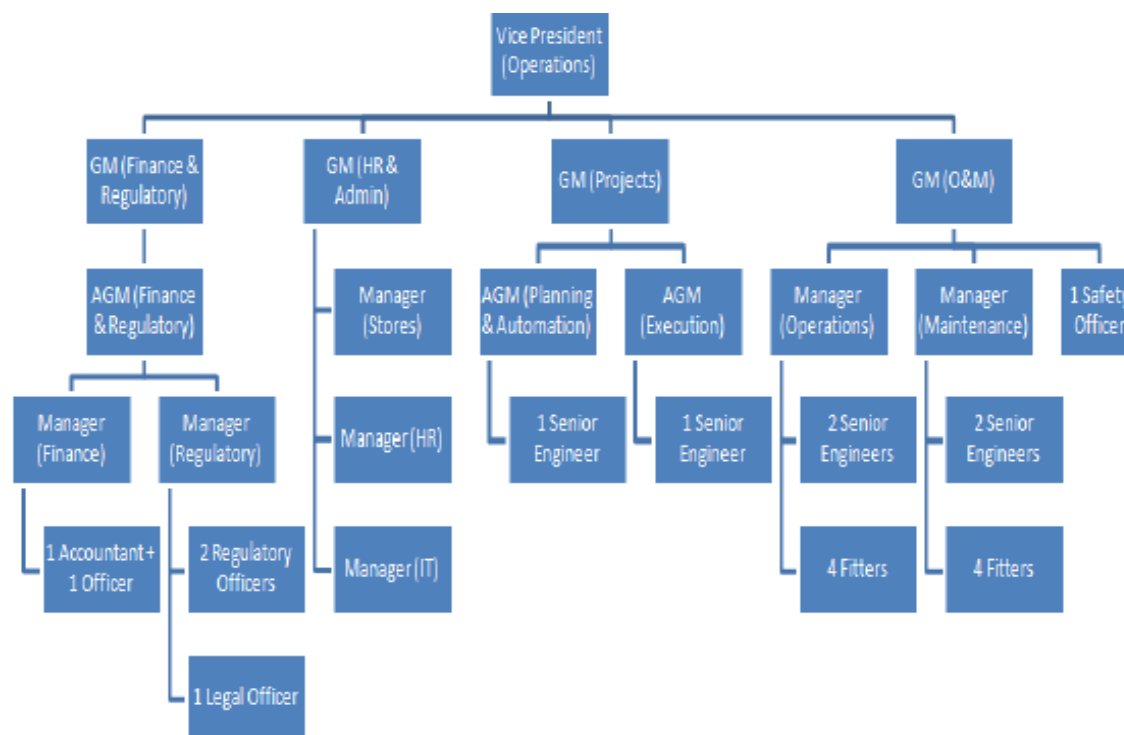 Vice President
(Operations)
GM (Finance &
Regulatory)
GM (HR &
Admin)
GM (Projects)
GM (O&M)
AGM (Finance
& Regulatory)
Manager
(Stores)
AGM (Planning
& Automation)
AGM
(Execution)
Manager
(Operations)
Manager
(Maintenance)
1 Safety
Officer
Manager
(Finance)
Manager
(Regulatory)
Manager (HR)
1 Senior
Engineer
1 Senior
Engineer
2 Senior
Engineers
2 Senior
Engineers
1 Accountant +
1 Officer
2 Regulatory
Officers
Manager (IT)
4 Fitters
4 Fitters
1 Legal Officer